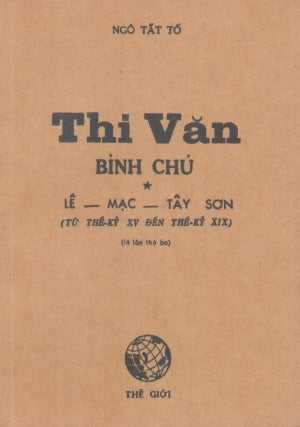 NGÔ TẤT TỐ
Thi Văn
BÌNH CHÚ
LÊ — MẠC — TÂY SƠN
(TỪ THẾ-KỶ XV ĐẾN THẾ-KỶ XIX)
(in lần thứ ba)
THẾ GIỚI